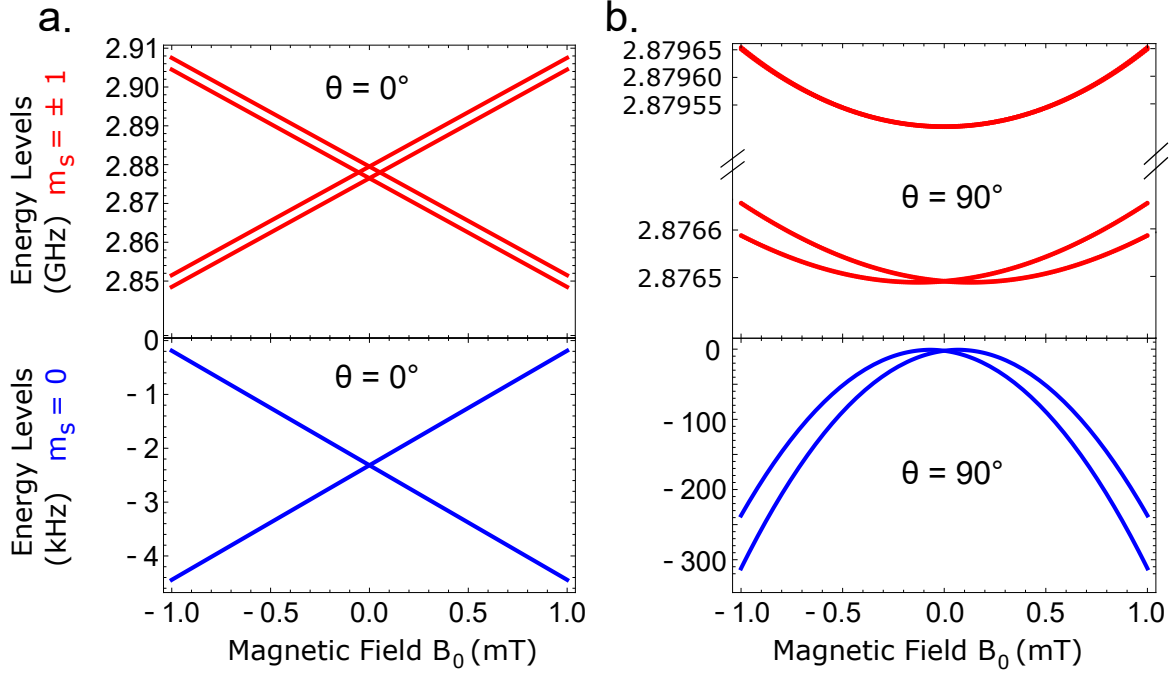 a.
Energy Levels
(GHz) m_s = ± 1
2.91
2.90
2.89
2.88
2.87
2.86
2.85
θ = 0°
Energy Levels
(kHz) m_s = 0
0
- 1
- 2
- 3
- 4
θ = 0°
- 1.0 - 0.5 0.0 0.5 1.0
Magnetic Field B_0 (mT)
b.
2.87965
2.87960
2.87955
2.8766
2.8765
θ = 90°
0
- 100
- 200
- 300
θ = 90°
- 1.0 - 0.5 0.0 0.5 1.0
Magnetic Field B_0 (mT)